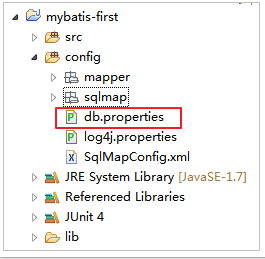 mybatis-first
src
config
mapper
sqlmap
db.properties
log4j.properties
SqlMapConfig.xml
JRE System Library [JavaSE-1.7]
Referenced Libraries
JUnit 4
lib